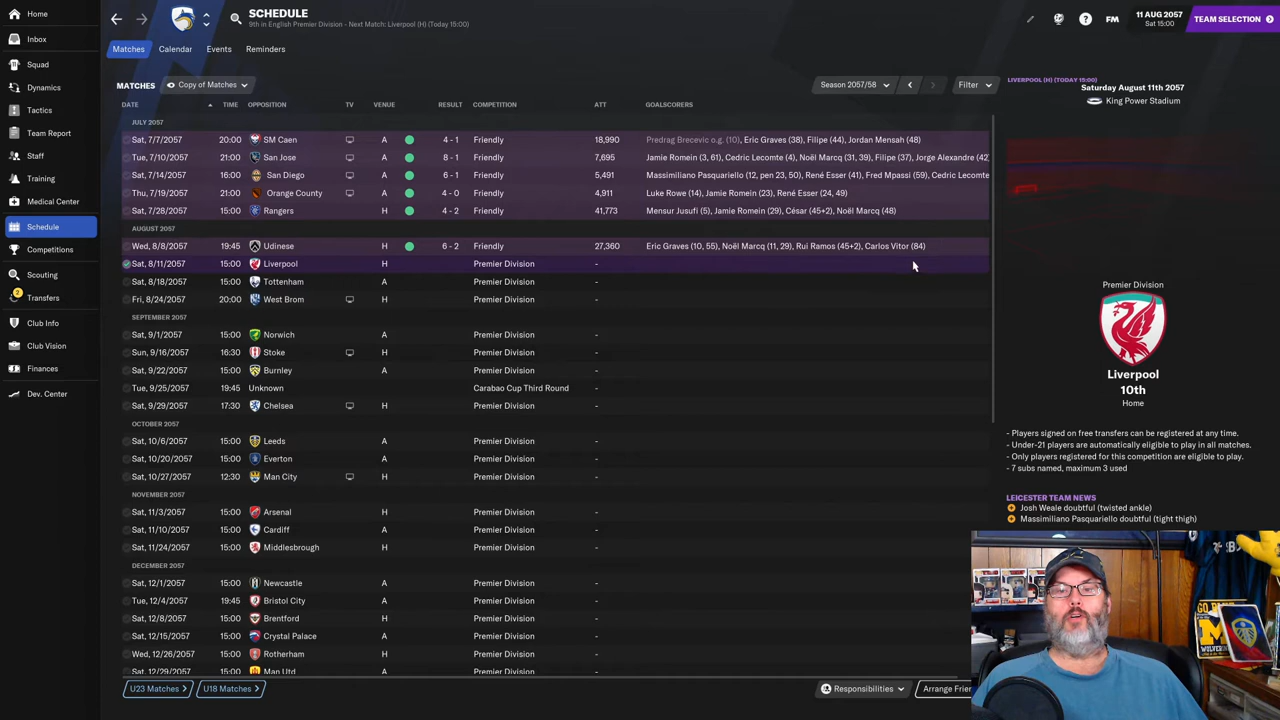 Home
Inbox
Squad
Dynamics
Tactics
Team Report
Staff
Training
Medical Center
Schedule
Competitions
Scouting
2
Transfers
Club Info
Club Vision
Finances
Dev. Center
SCHEDULE
9th in English Premier Division - Next Match: Liverpool (H) (Today 15:00)
FM
11 AUG 2057
Sat 15:00
TEAM SELECTION
Matches Calendar Events Reminders
MATCHES Copy of Matches Season 2057/58 Filter
DATE TIME OPPOSITION TV VENUE RESULT COMPETITION ATT GOALSCORERS
JULY 2057
Sat, 7/7/2057 20:00 SM Caen A 4 - 1 Friendly 18,990 Predrag Brecevic o.g. (10), Eric Graves (38), Filipe (44), Jordan Mensah (48)
Tue, 7/10/2057 21:00 San Jose A 8 - 1 Friendly 7,695 Jamie Romein (3, 61), Cedric Lecomte (4), Noël Marcq (31, 39), Filipe (37), Jorge Alexandre (42)
Sat, 7/14/2057 16:00 San Diego A 6 - 1 Friendly 5,491 Massimiliano Pasquariello (12, pen 23, 50), René Esser (41), Fred Mpassi (59), Cedric Lecomte
Thu, 7/19/2057 21:00 Orange County A 4 - 0 Friendly 4,911 Luke Rowe (14), Jamie Romein (23), René Esser (24, 49)
Sat, 7/28/2057 15:00 Rangers H 4 - 2 Friendly 41,773 Mensur Jusufi (5), Jamie Romein (29), César (45+2), Noël Marcq (48)
AUGUST 2057
Wed, 8/8/2057 19:45 Udinese H 6 - 2 Friendly 27,360 Eric Graves (10, 55), Noël Marcq (11, 29), Rui Ramos (45+2), Carlos Vitor (84)
Sat, 8/11/2057 15:00 Liverpool H Premier Division -
Sat, 8/18/2057 15:00 Tottenham A Premier Division -
Fri, 8/24/2057 20:00 West Brom H Premier Division -
SEPTEMBER 2057
Sat, 9/1/2057 15:00 Norwich A Premier Division -
Sun, 9/16/2057 16:30 Stoke H Premier Division -
Sat, 9/22/2057 15:00 Burnley A Premier Division -
Tue, 9/25/2057 19:45 Unknown Carabao Cup Third Round -
Sat, 9/29/2057 17:30 Chelsea H Premier Division -
OCTOBER 2057
Sat, 10/6/2057 15:00 Leeds A Premier Division -
Sat, 10/20/2057 15:00 Everton A Premier Division -
Sat, 10/27/2057 12:30 Man City H Premier Division -
NOVEMBER 2057
Sat, 11/3/2057 15:00 Arsenal H Premier Division -
Sat, 11/10/2057 15:00 Cardiff A Premier Division -
Sat, 11/24/2057 15:00 Middlesbrough H Premier Division -
DECEMBER 2057
Sat, 12/1/2057 15:00 Newcastle A Premier Division -
Tue, 12/4/2057 19:45 Bristol City A Premier Division -
Sat, 12/8/2057 15:00 Brentford H Premier Division -
Sat, 12/15/2057 15:00 Crystal Palace A Premier Division -
Wed, 12/26/2057 15:00 Rotherham H Premier Division -
Sat, 12/29/2057 15:00 Man Utd A Premier Division -
U23 Matches U18 Matches Responsibilities Arrange Frien
LIVERPOOL (H) (TODAY 15:00)
Saturday August 11th 2057
King Power Stadium
Premier Division
Liverpool
10th
Home
- Players signed on free transfers can be registered at any time.
- Under-21 players are automatically eligible to play in all matches.
- Only players registered for this competition are eligible to play.
- 7 subs named, maximum 3 used
LEICESTER TEAM NEWS
Josh Weale doubtful (twisted ankle)
Massimiliano Pasquariello doubtful (tight thigh)